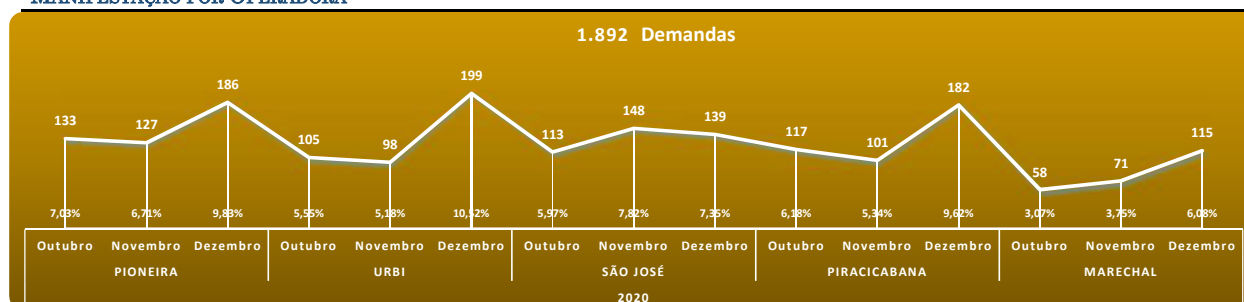 MANIFESTAÇÃO POR OPERADORA
1.892 Demandas
133 127 186 105 98 199 113 148 139 117 101 182 58 71 115
7,03% 6,71% 9,83% 5,55% 5,18% 10,52% 5,97% 7,82% 7,35% 6,18% 5,34% 9,62% 3,07% 3,75% 6,08%
Outubro Novembro Dezembro Outubro Novembro Dezembro Outubro Novembro Dezembro Outubro Novembro Dezembro Outubro Novembro Dezembro
PIONEIRA URBI SÃO JOSÉ PIRACICABANA MARECHAL
2020